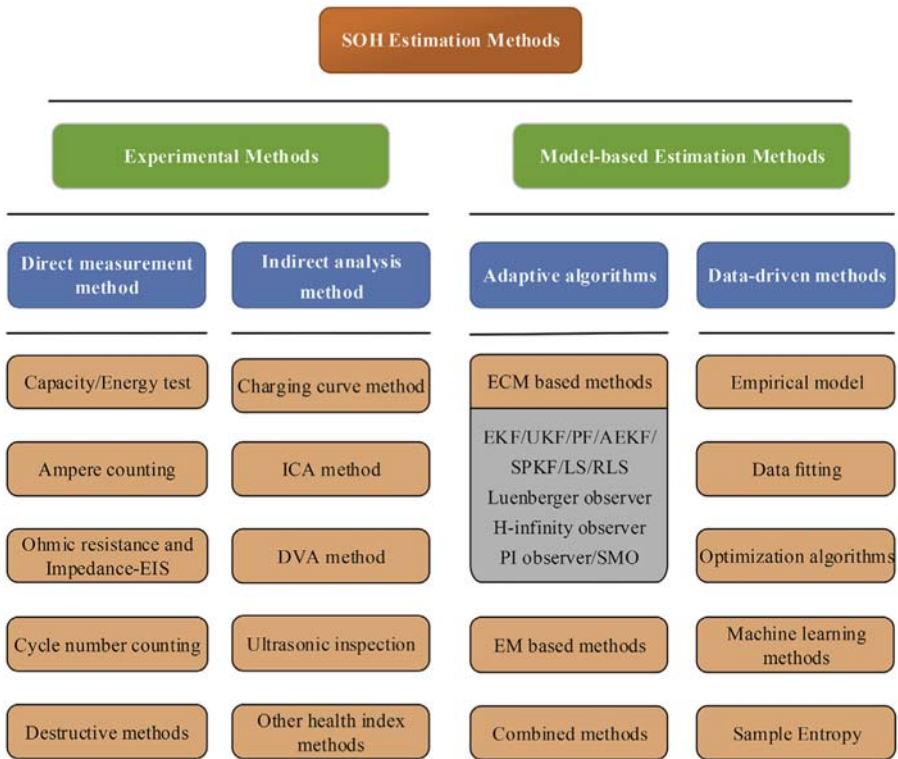 SOH Estimation Methods
Experimental Methods
Model-based Estimation Methods
Direct measurement
method
Indirect analysis
method
Adaptive algorithms
Data-driven methods
Capacity/Energy test
Charging curve method
ECM based methods
Empirical model
EKF/UKF/PF/AEKF/
SPKF/LS/RLS
Luenberger observer
H-infinity observer
PI observer/SMO
Ampere counting
ICA method
Data fitting
Ohmic resistance and
Impedance-EIS
DVA method
Optimization algorithms
Cycle number counting
Ultrasonic inspection
EM based methods
Machine learning
methods
Destructive methods
Other health index
methods
Combined methods
Sample Entropy